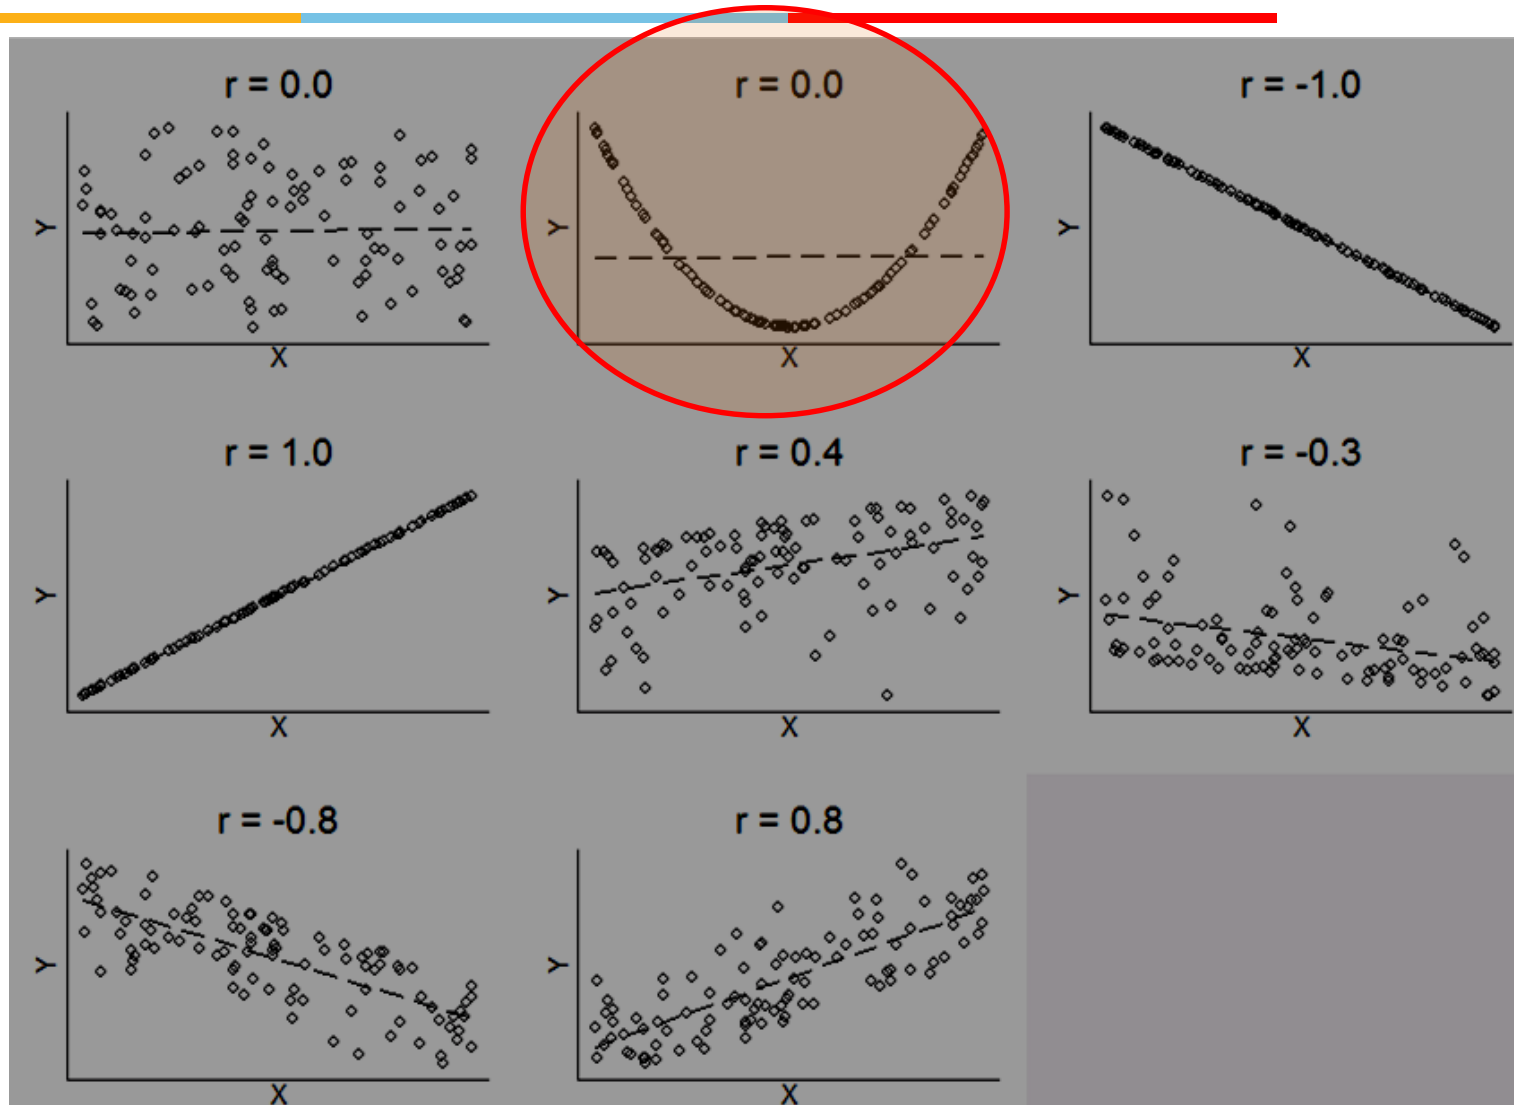 r = 0.0
r = 0.0
r = -1.0
Y
X
Y
X
Y
X
r = 1.0
r = 0.4
r = -0.3
Y
X
Y
X
Y
X
r = -0.8
r = 0.8
Y
X
Y
X